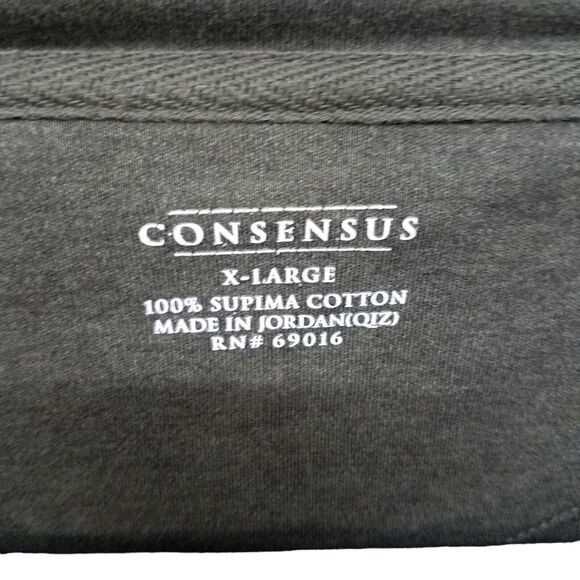 CONSENSUS
X-LARGE
100% SUPIMA COTTON
MADE IN JORDAN(QIZ)
RN# 69016